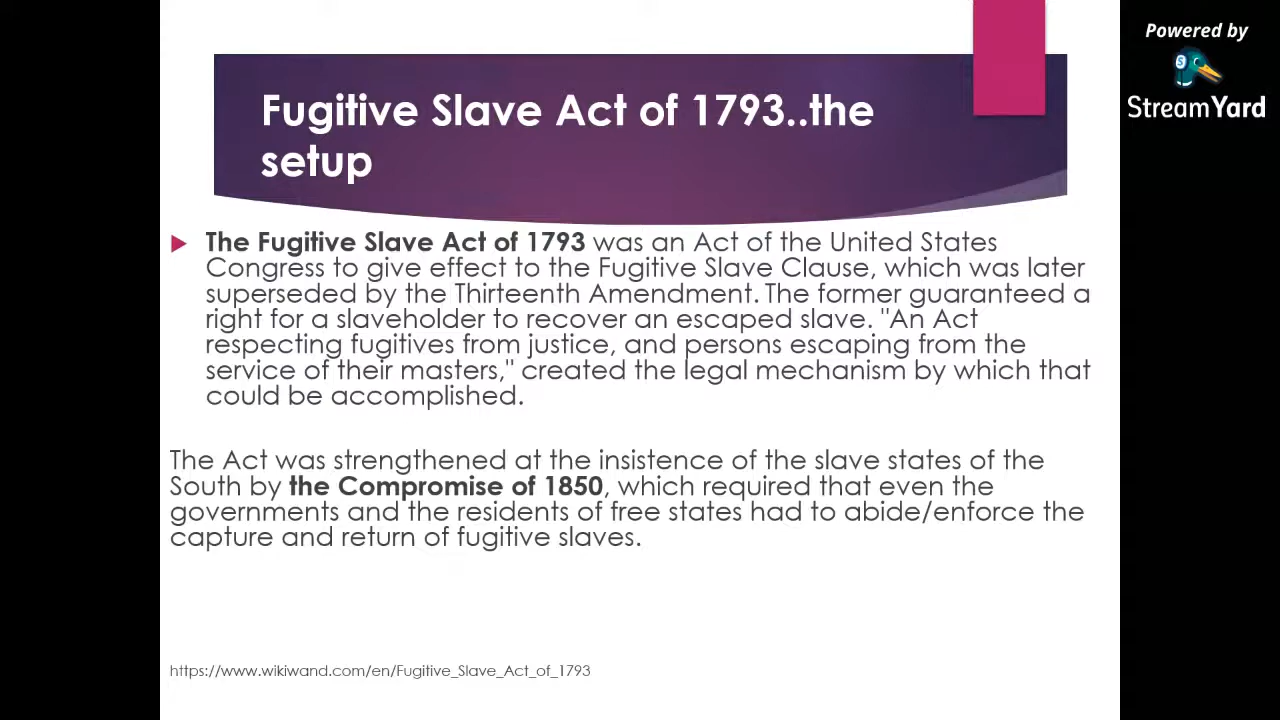 Powered by
StreamYard
Fugitive Slave Act of 1793..the
setup
The Fugitive Slave Act of 1793 was an Act of the United States
Congress to give effect to the Fugitive Slave Clause, which was later
superseded by the Thirteenth Amendment. The former guaranteed a
right for a slaveholder to recover an escaped slave. "An Act
respecting fugitives from justice, and persons escaping from the
service of their masters," created the legal mechanism by which that
could be accomplished.
The Act was strengthened at the insistence of the slave states of the
South by the Compromise of 1850, which required that even the
governments and the residents of free states had to abide/enforce the
capture and return of fugitive slaves.
https://www.wikiwand.com/en/Fugitive_Slave_Act_of_1793